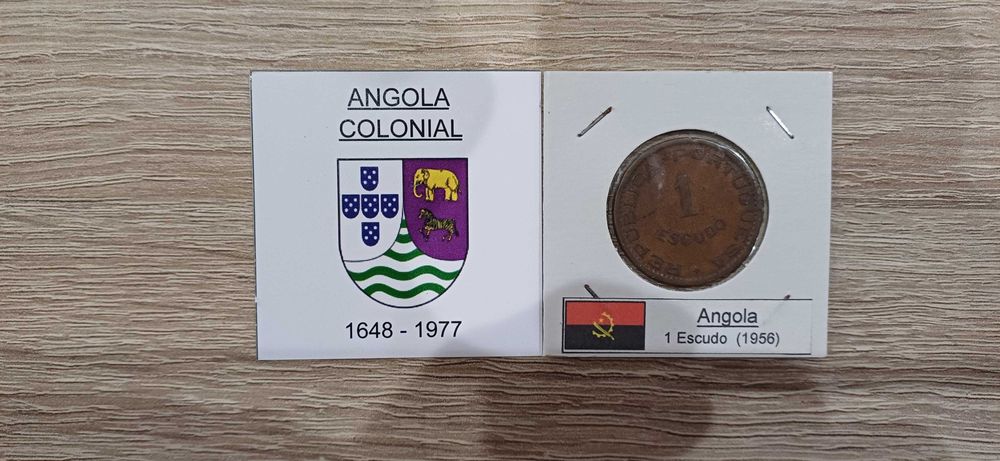 ANGOLA
COLONIAL
1648 - 1977
REPUBLICA PORTUGUESA
1
ESCUDO
Angola
1 Escudo (1956)